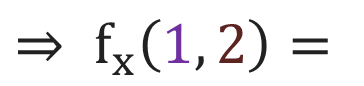 ⇒ fₓ(1, 2) =